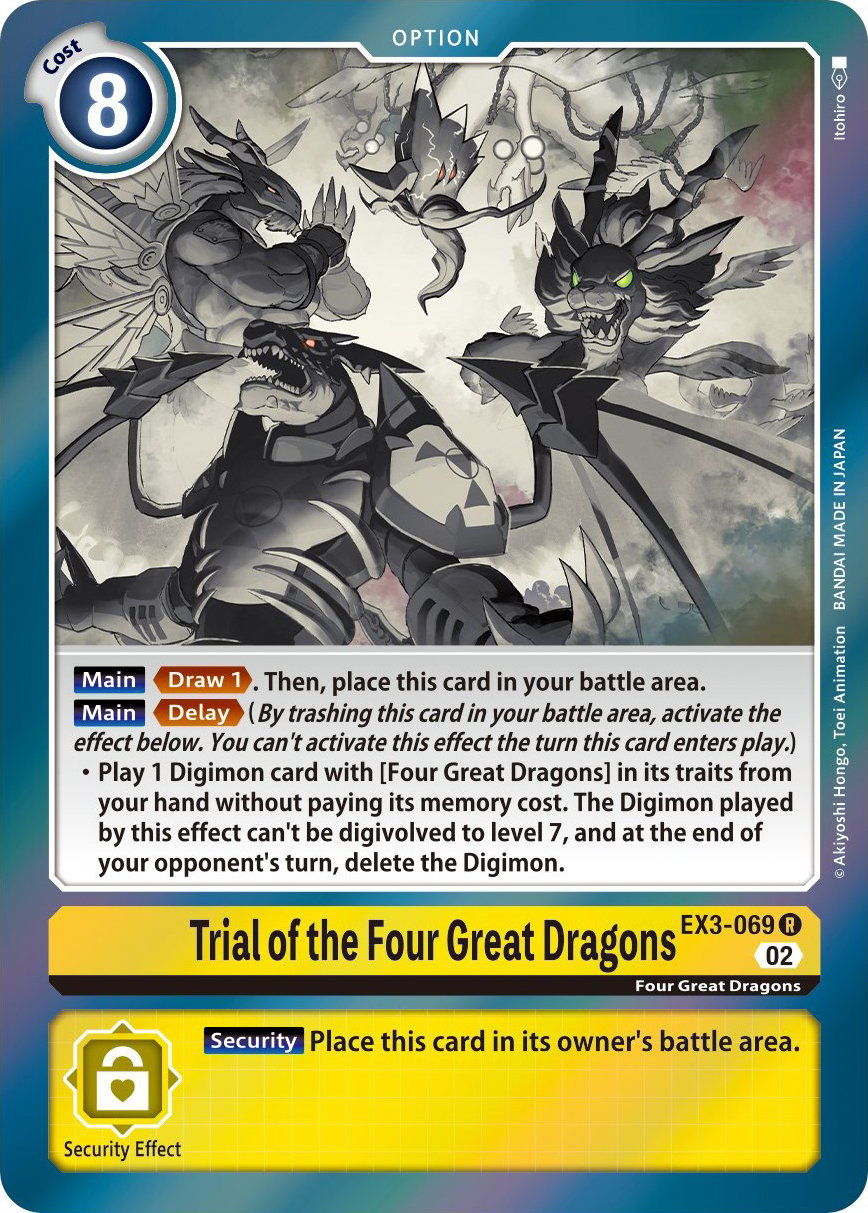 OPTION
Cost
8
Itohiro
Main Draw 1. Then, place this card in your battle area.
Main Delay (By trashing this card in your battle area, activate the
effect below. You can't activate this effect the turn this card enters play.)
・Play 1 Digimon card with [Four Great Dragons] in its traits from
your hand without paying its memory cost. The Digimon played
by this effect can't be digivolved to level 7, and at the end of
your opponent's turn, delete the Digimon.
©Akiyoshi Hongo, Toei Animation BANDAI MADE IN JAPAN
Trial of the Four Great Dragons
EX3-069 R
02
Four Great Dragons
Security Place this card in its owner's battle area.
Security Effect